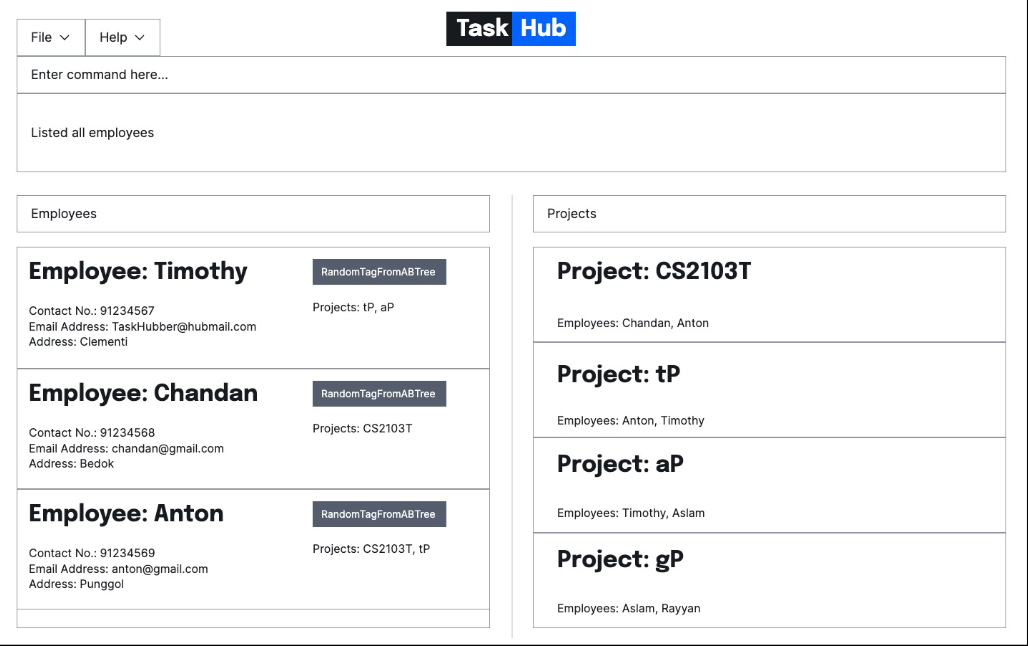 Task Hub
File
Help
Enter command here...
Listed all employees
Employees
Employee: Timothy
RandomTagFromABTree
Contact No.: 91234567
Projects: tP, aP
Email Address: TaskHubber@hubmail.com
Address: Clementi
Employee: Chandan
RandomTagFromABTree
Contact No.: 91234568
Projects: CS2103T
Email Address: chandan@gmail.com
Address: Bedok
Employee: Anton
RandomTagFromABTree
Contact No.: 91234569
Projects: CS2103T, tP
Email Address: anton@gmail.com
Address: Punggol
Projects
Project: CS2103T
Employees: Chandan, Anton
Project: tP
Employees: Anton, Timothy
Project: aP
Employees: Timothy, Aslam
Project: gP
Employees: Aslam, Rayyan